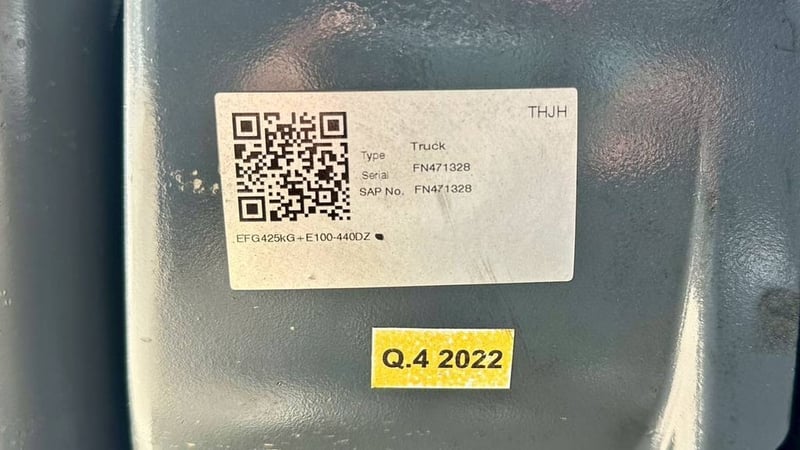 THJH
Type Truck
Serial FN471328
SAP No. FN471328
EFG425kG+E100-440DZ
Q.4 2022